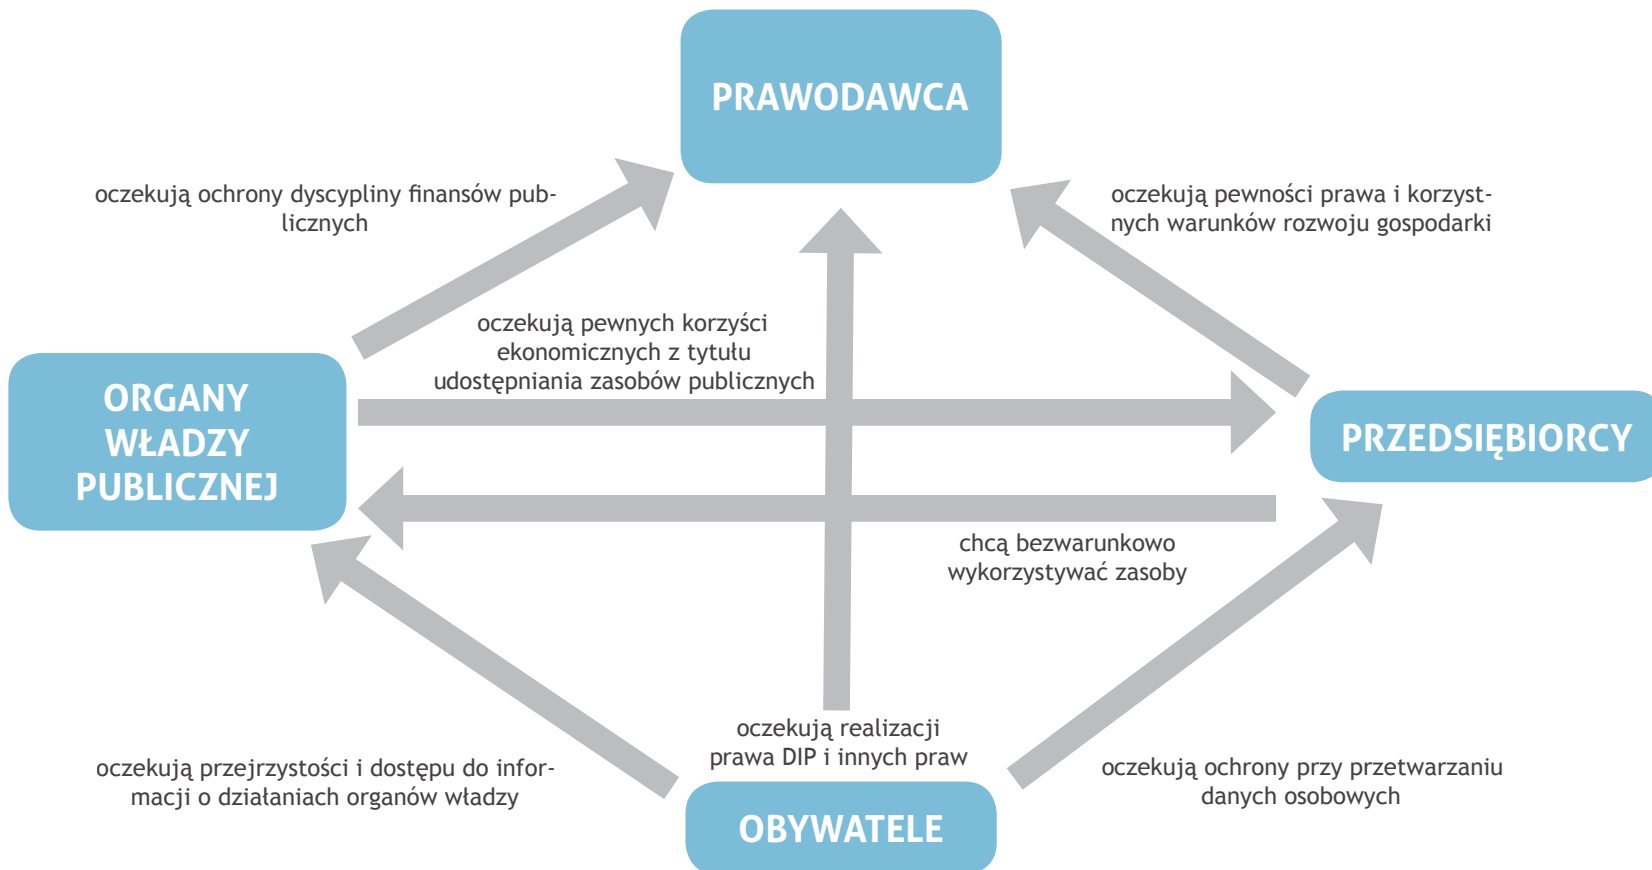 PRAWODAWCA
oczekują ochrony dyscypliny finansów pub-
licznych
oczekują pewności prawa i korzyst-
nych warunków rozwoju gospodarki
oczekują pewnych korzyści
ekonomicznych z tytułu
udostępniania zasobów publicznych
ORGANY
WŁADZY
PUBLICZNEJ
PRZEDSIĘBIORCY
chcą bezwarunkowo
wykorzystywać zasoby
oczekują realizacji
prawa DIP i innych praw
oczekują przejrzystości i dostępu do infor-
macji o działaniach organów władzy
oczekują ochrony przy przetwarzaniu
danych osobowych
OBYWATELE